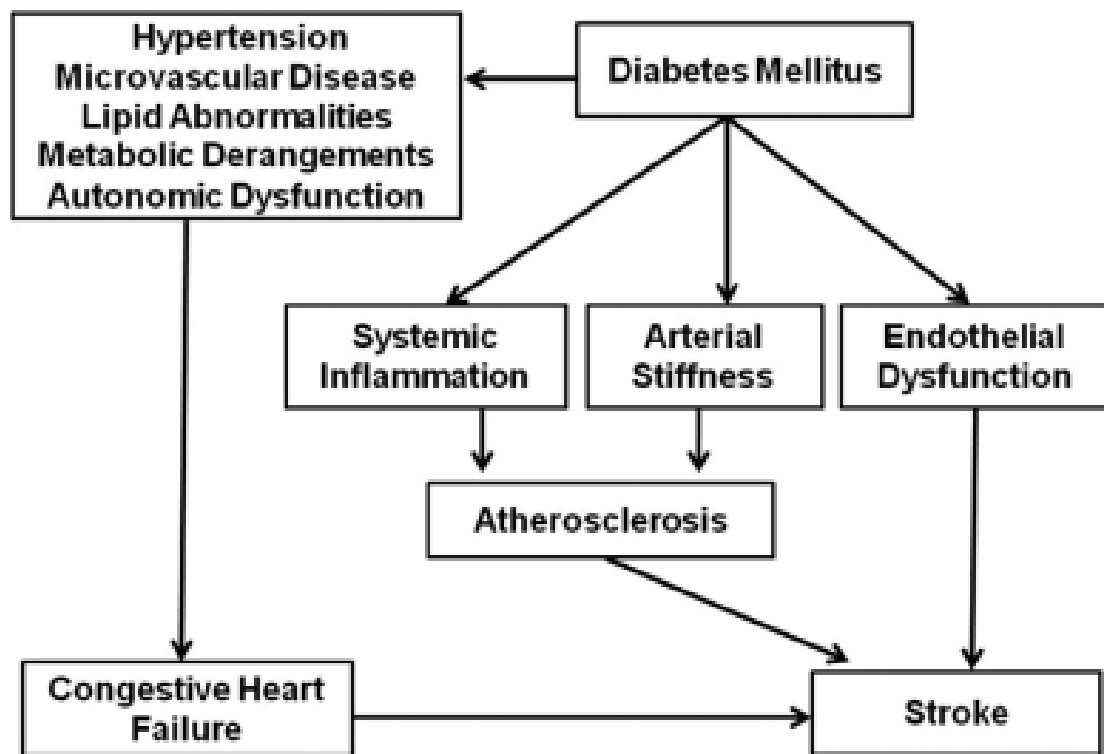 Hypertension
Microvascular Disease
Lipid Abnormalities
Metabolic Derangements
Autonomic Dysfunction
Diabetes Mellitus
Systemic
Inflammation
Arterial
Stiffness
Endothelial
Dysfunction
Atherosclerosis
Congestive Heart
Failure
Stroke